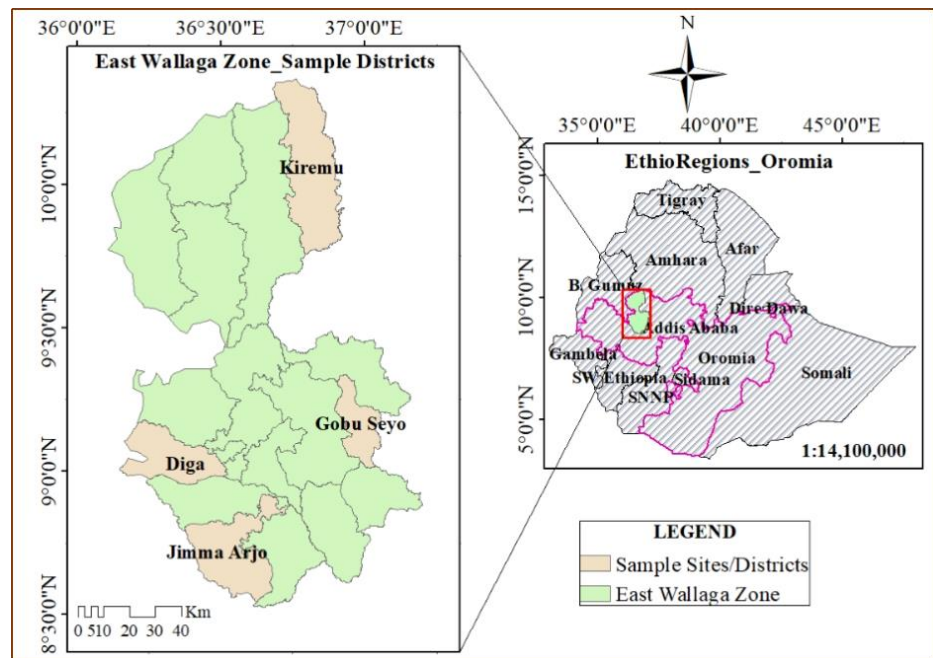 36°0'0"E 36°30'0"E 37°0'0"E
East Wallaga Zone_Sample Districts
Kiremu
Gobu Seyo
Diga
Jimma Arjo
10°0'0"N
9°30'0"N
9°0'0"N
8°30'0"N
Km
0 510 20 30 40
N
35°0'0"E 40°0'0"E 45°0'0"E
EthioRegions_Oromia
15°0'0"N
10°0'0"N
5°0'0"N
Tigray
Afar
Amhara
B. Gumuz
Dire Dawa
Addis Ababa
Gambela
Oromia
SW Ethiopia
Sidama
Somali
SNNP
1:14,100,000
LEGEND
Sample Sites/Districts
East Wallaga Zone